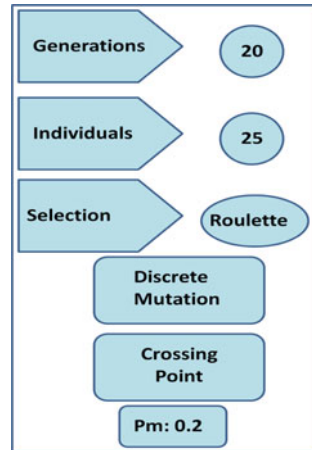 Generations
20
Individuals
25
Selection
Roulette
Discrete
Mutation
Crossing
Point
Pm: 0.2